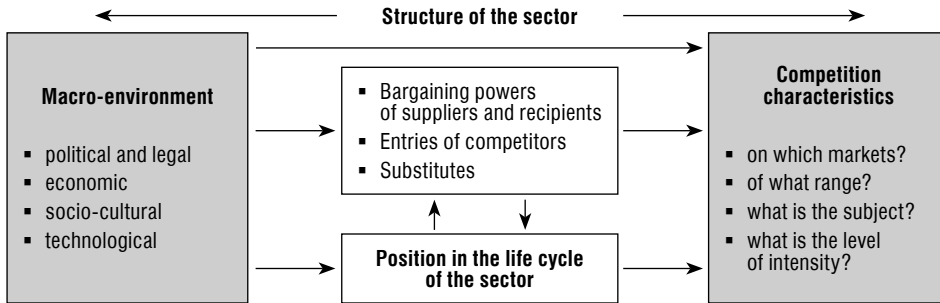 Structure of the sector
Macro-environment
▪ political and legal
▪ economic
▪ socio-cultural
▪ technological
▪ Bargaining powers
of suppliers and recipients
▪ Entries of competitors
▪ Substitutes
Position in the life cycle
of the sector
Competition
characteristics
▪ on which markets?
▪ of what range?
▪ what is the subject?
▪ what is the level
of intensity?